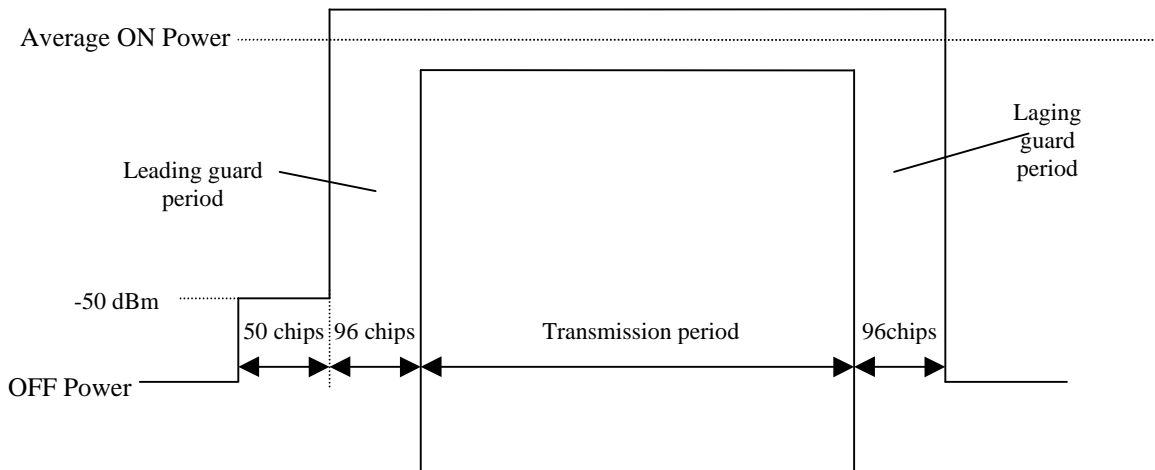 Average ON Power
Laging
guard
period
Leading guard
period
-50 dBm
50 chips
96 chips
Transmission period
96chips
OFF Power